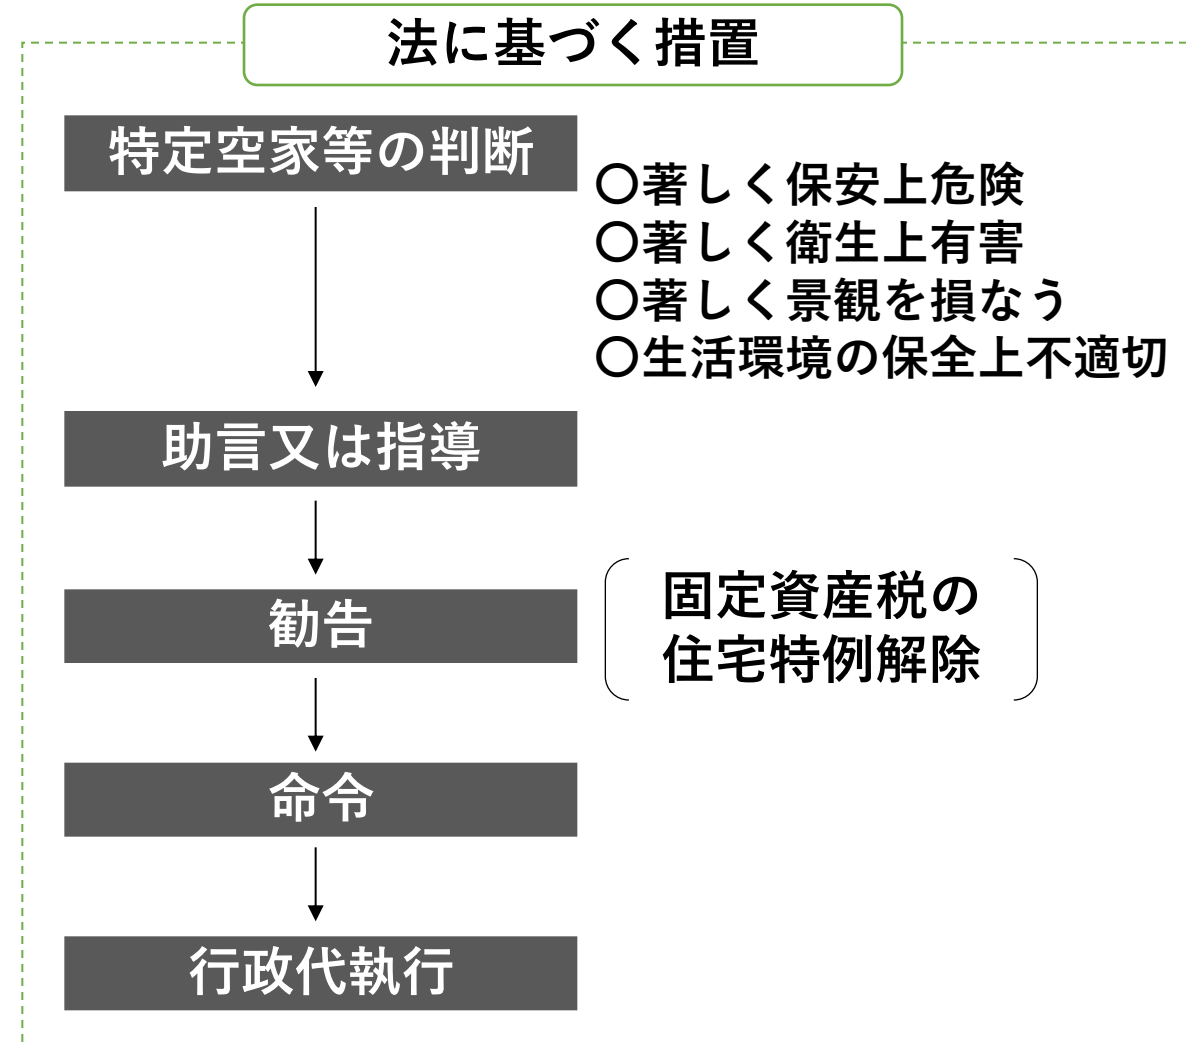 法に基づく措置
特定空家等の判断
〇著しく保安上危険
〇著しく衛生上有害
〇著しく景観を損なう
〇生活環境の保全上不適切
助言又は指導
勧告
固定資産税の
住宅特例解除
命令
行政代執行